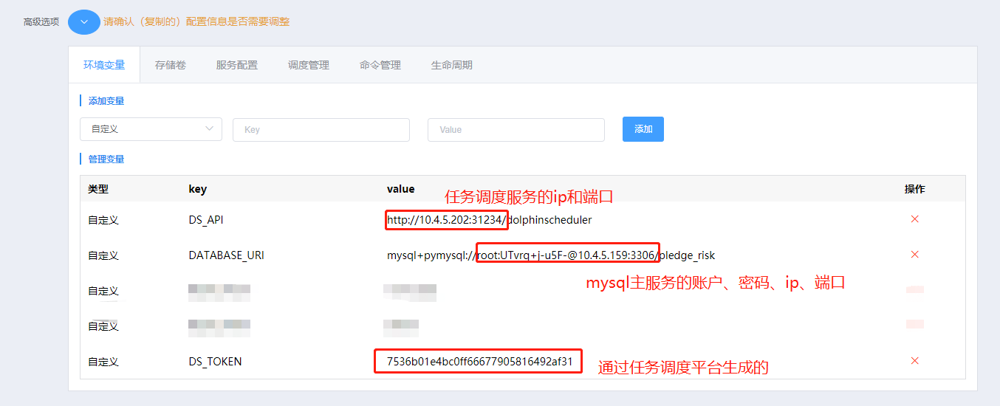 高级选项 请确认（复制的）配置信息是否需要调整
环境变量 存储卷 服务配置 调度管理 命令管理 生命周期
添加变量
自定义 Key Value 添加
管理变量
类型 key value 操作
任务调度服务的ip和端口
自定义 DS_API http://10.4.5.202:31234/dolphinscheduler
自定义 DATABASE_URI mysql+pymysql://root:UTvrq+j-u5F-@10.4.5.159:3306/pledge_risk
mysql主服务的账户、密码、ip、端口
自定义
自定义
自定义 DS_TOKEN 7536b01e4bc0ff66677905816492af31
通过任务调度平台生成的